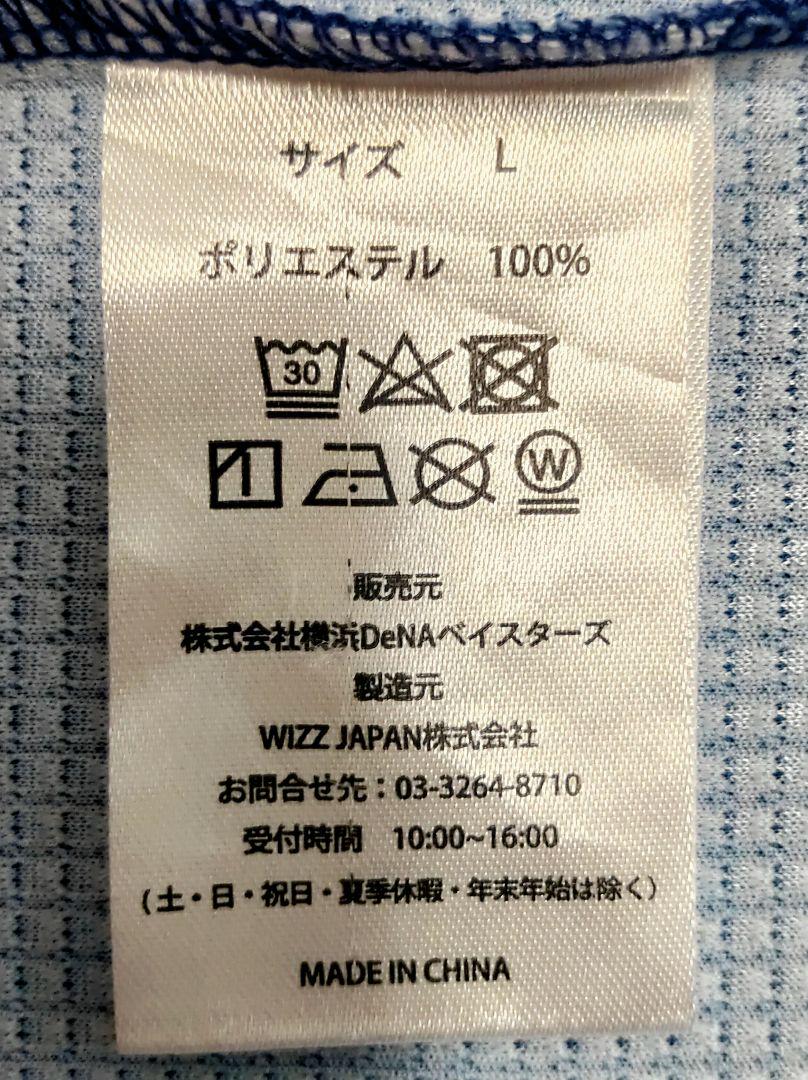 サイズ L
ポリエステル 100%
30
W
販売元
株式会社横浜DeNAベイスターズ
製造元
WIZZ JAPAN株式会社
お問合せ先：03-3264-8710
受付時間 10:00~16:00
(土・日・祝日・夏季休暇・年末年始は除く)
MADE IN CHINA